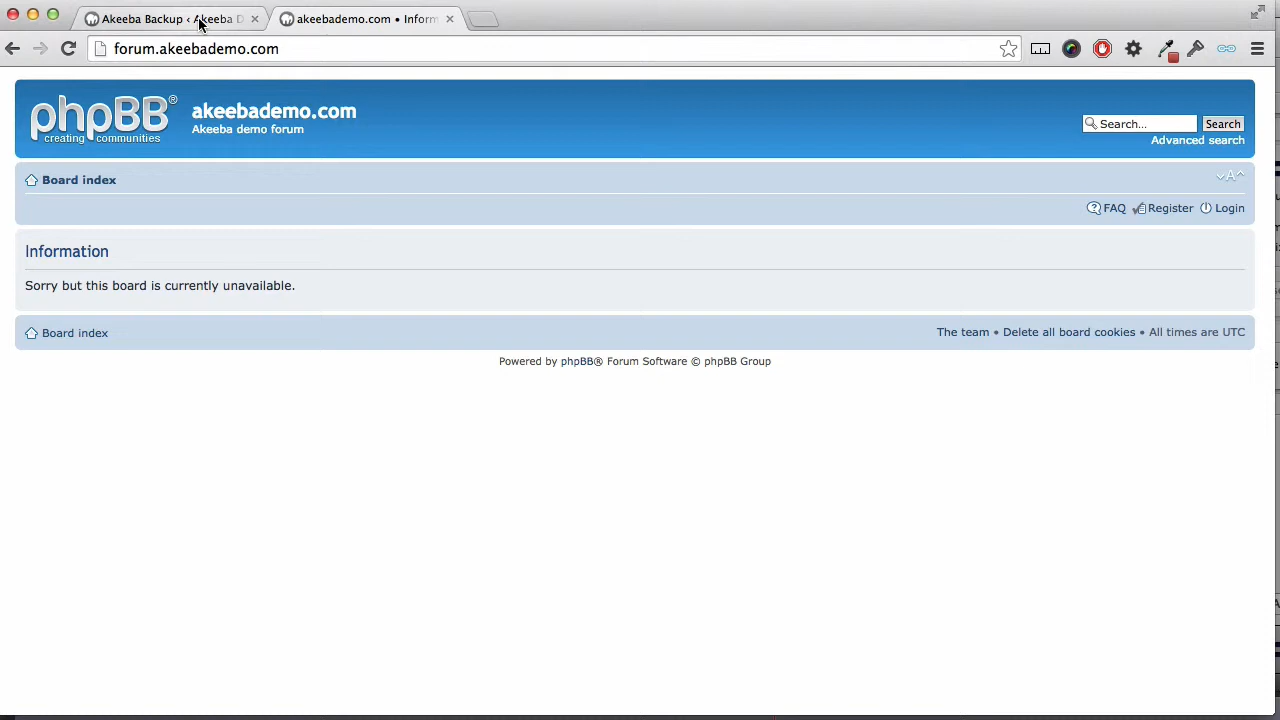 Akeeba Backup ‹ Akeeba D
akeebademo.com • Inform
forum.akeebademo.com
phpBB®
creating communities
akeebademo.com
Akeeba demo forum
Search...
Search
Advanced search
Board index
A
FAQ
Register
Login
Information
Sorry but this board is currently unavailable.
Board index
The team • Delete all board cookies • All times are UTC
Powered by phpBB® Forum Software © phpBB Group